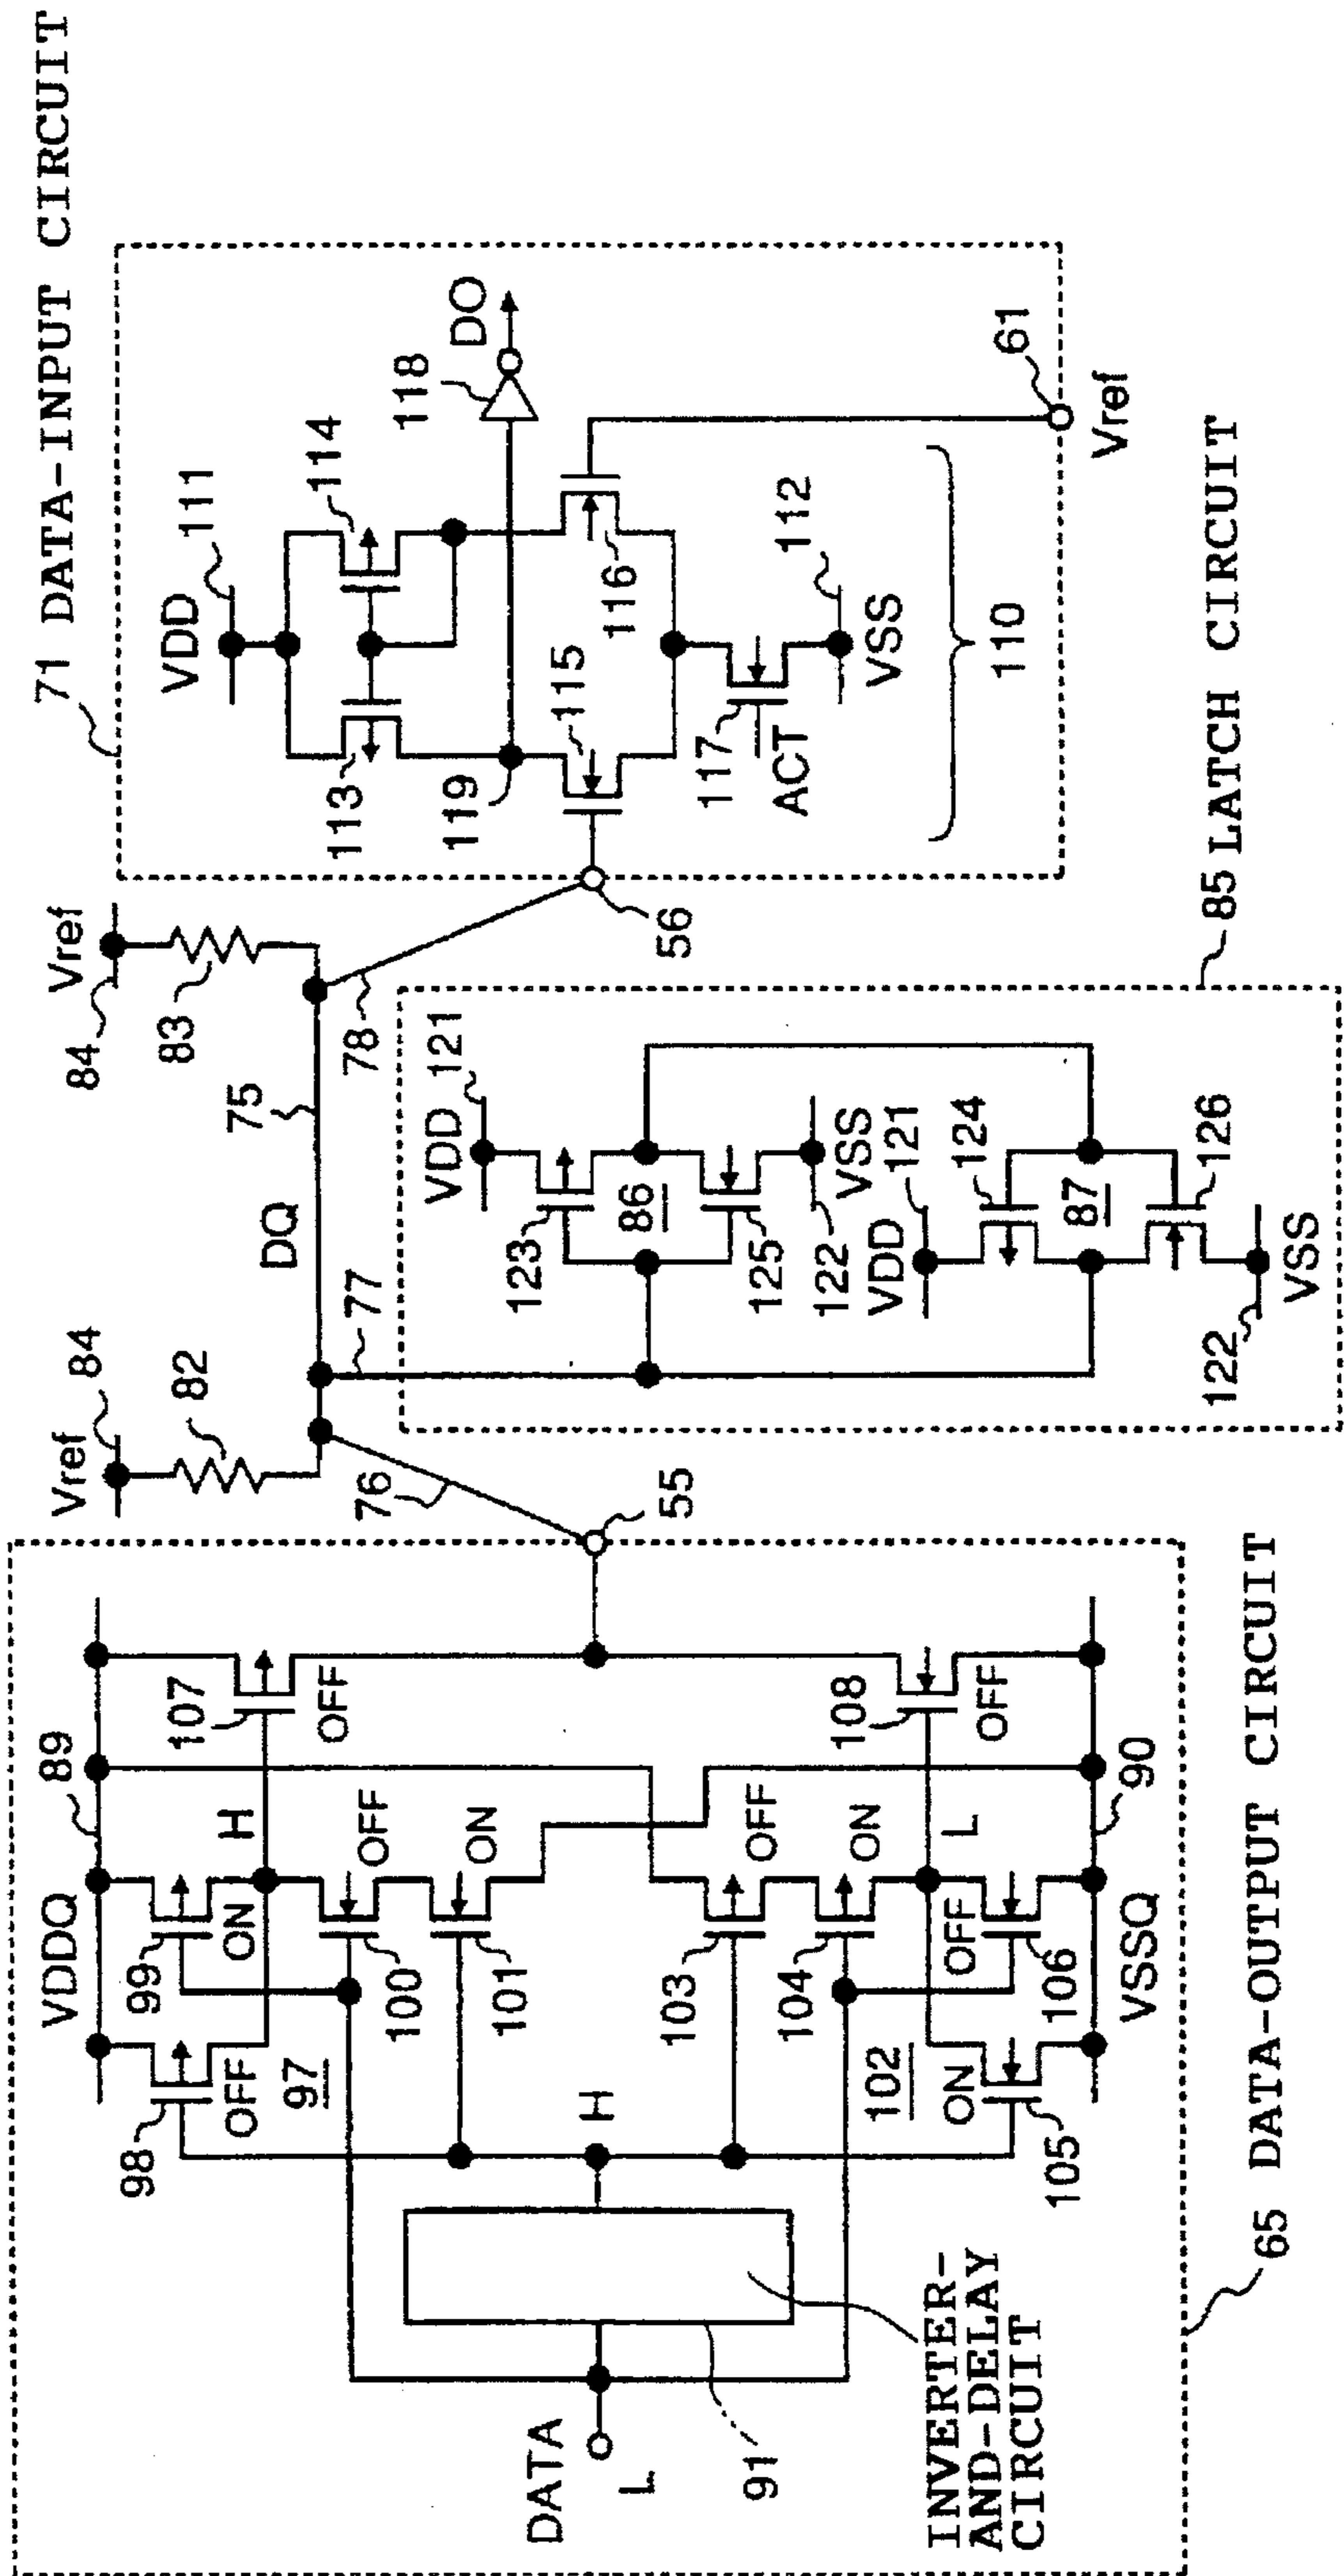 71 DATA-INPUT CIRCUIT
VDD
111
113
114
118
DO
119
115
116
117
ACT
112
VSS
110
61
Vref
56
Vref
84
83
78
75
DQ
77
Vref
84
82
76
55
85 LATCH CIRCUIT
VDD
121
123
86
125
122
VSS
VDD
121
124
87
126
122
VSS
89
VDDQ
98
OFF
99
ON
H
107
OFF
97
100
OFF
101
ON
H
103
OFF
104
ON
102
108
OFF
L
OFF
ON
105
106
VSSQ
90
DATA
L
91
INVERTER-
AND-DELAY
CIRCUIT
65 DATA-OUTPUT CIRCUIT